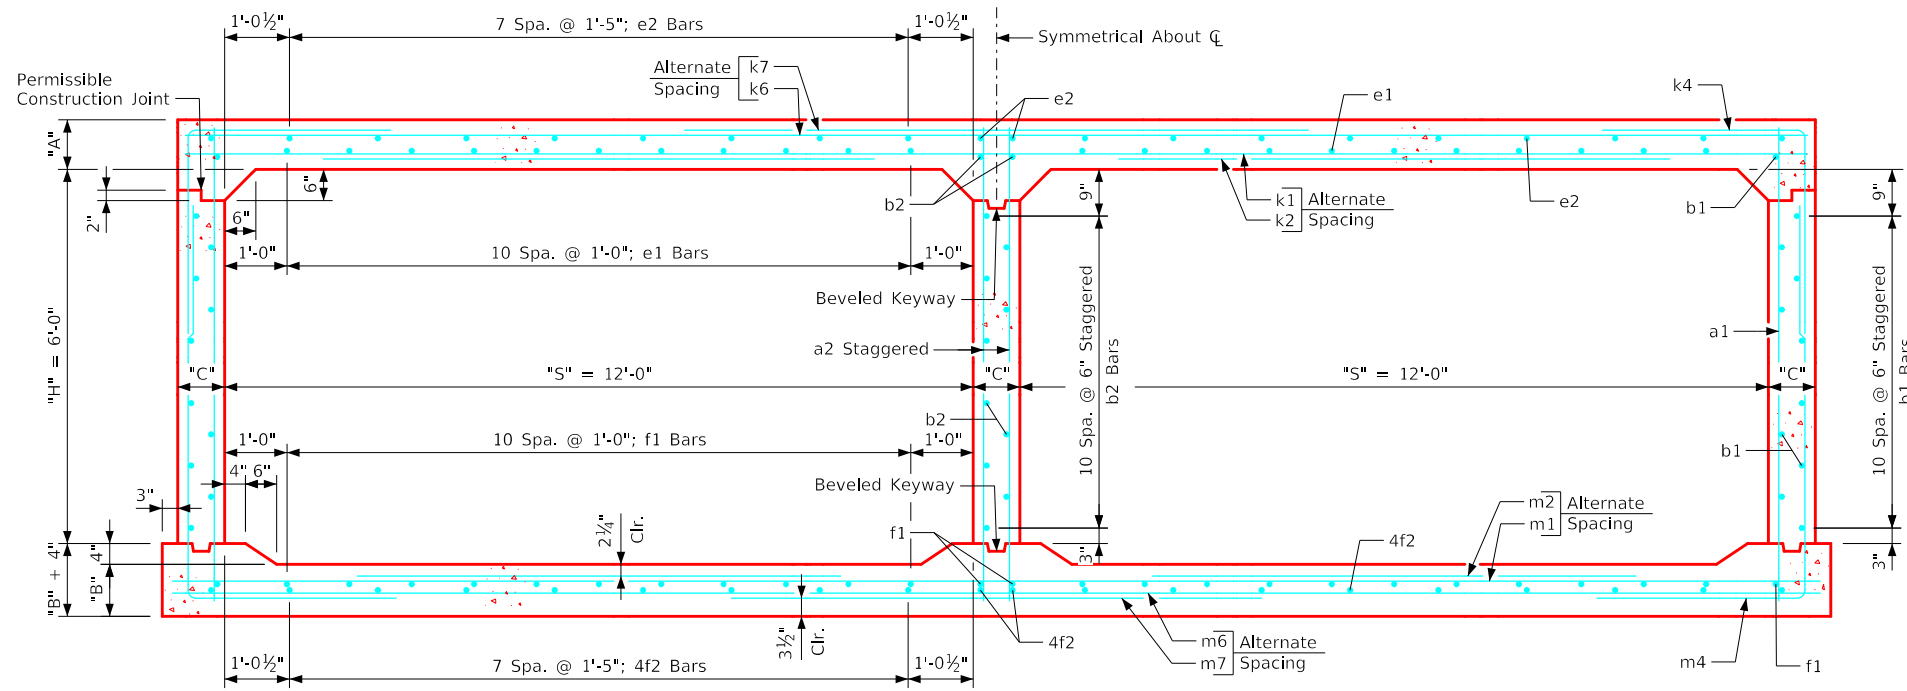 1'-0½"
7 Spa. @ 1'-5"; e2 Bars
1'-0½"
Symmetrical About ℄
Permissible
Construction Joint
Alternate
Spacing
k7
k6
e2
e1
k4
"A"
6"
2"
6"
b2
k1
k2
Alternate
Spacing
e2
b1
9"
9"
1'-0"
10 Spa. @ 1'-0"; e1 Bars
1'-0"
Beveled Keyway
"H" = 6'-0"
a2 Staggered
10 Spa. @ 6" Staggered
b2 Bars
a1
10 Spa. @ 6" Staggered
b1 Bars
"C"
"S" = 12'-0"
"C"
"S" = 12'-0"
"C"
b2
b1
1'-0"
10 Spa. @ 1'-0"; f1 Bars
1'-0"
4"
6"
3"
Beveled Keyway
2¼"
Clr.
f1
m2
m1
Alternate
Spacing
4f2
3"
3"
"B" + 4"
4"
"B"
3½"
Clr.
4f2
m6
m7
Alternate
Spacing
m4
f1
1'-0½"
7 Spa. @ 1'-5"; 4f2 Bars
1'-0½"